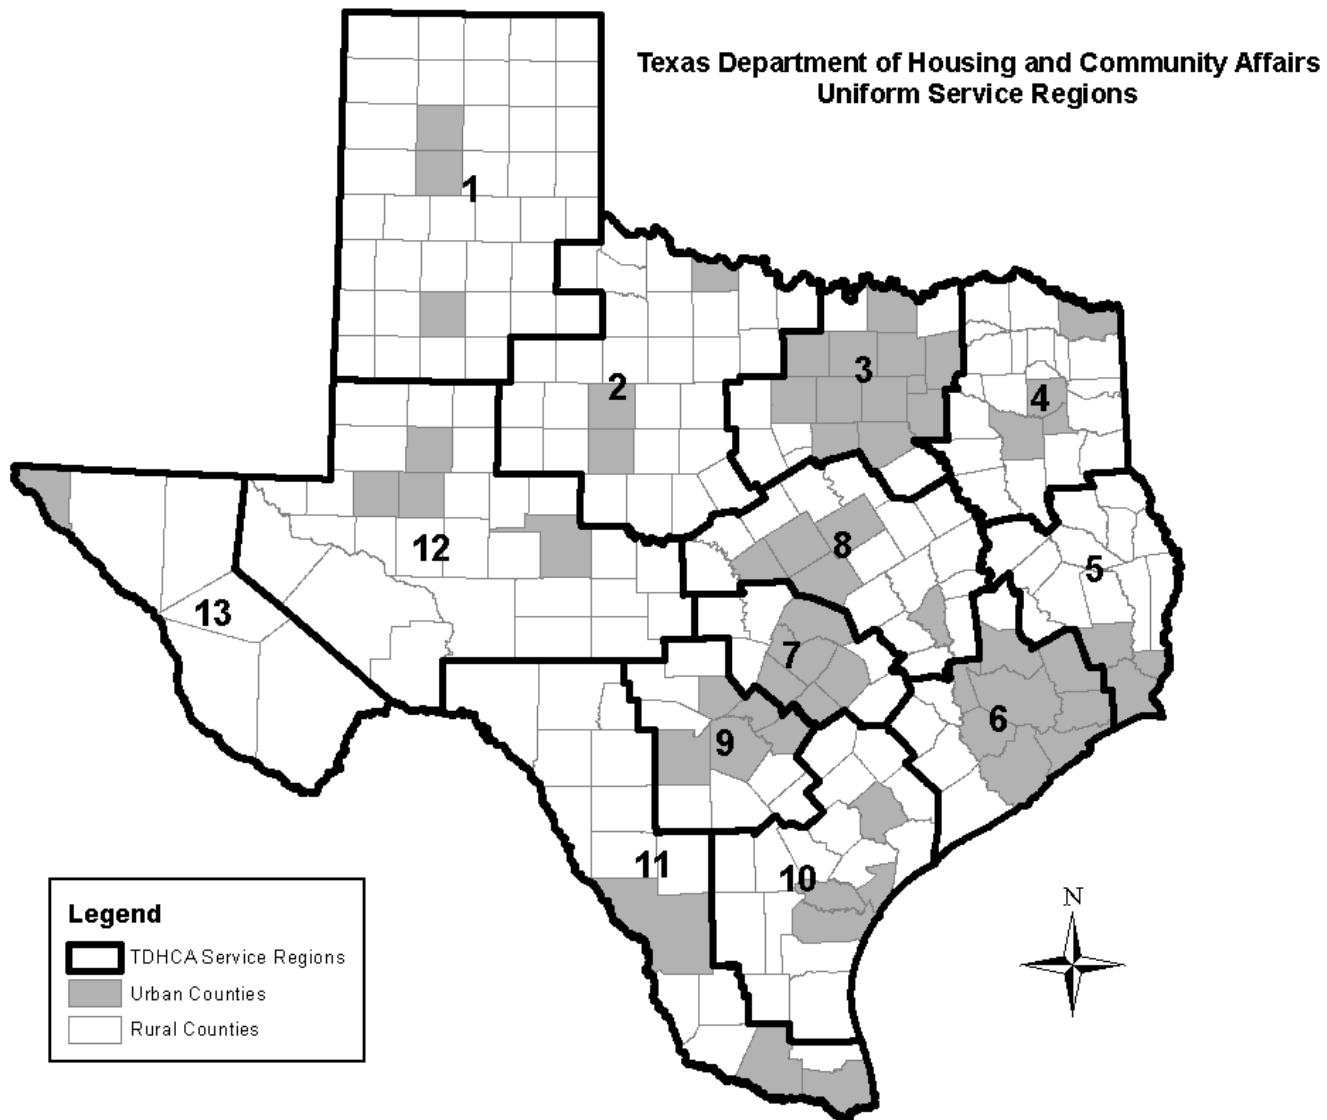 Texas Department of Housing and Community Affairs
Uniform Service Regions
1
2
3
4
5
6
7
8
9
10
11
12
13
Legend
TDHCA Service Regions
Urban Counties
Rural Counties
N